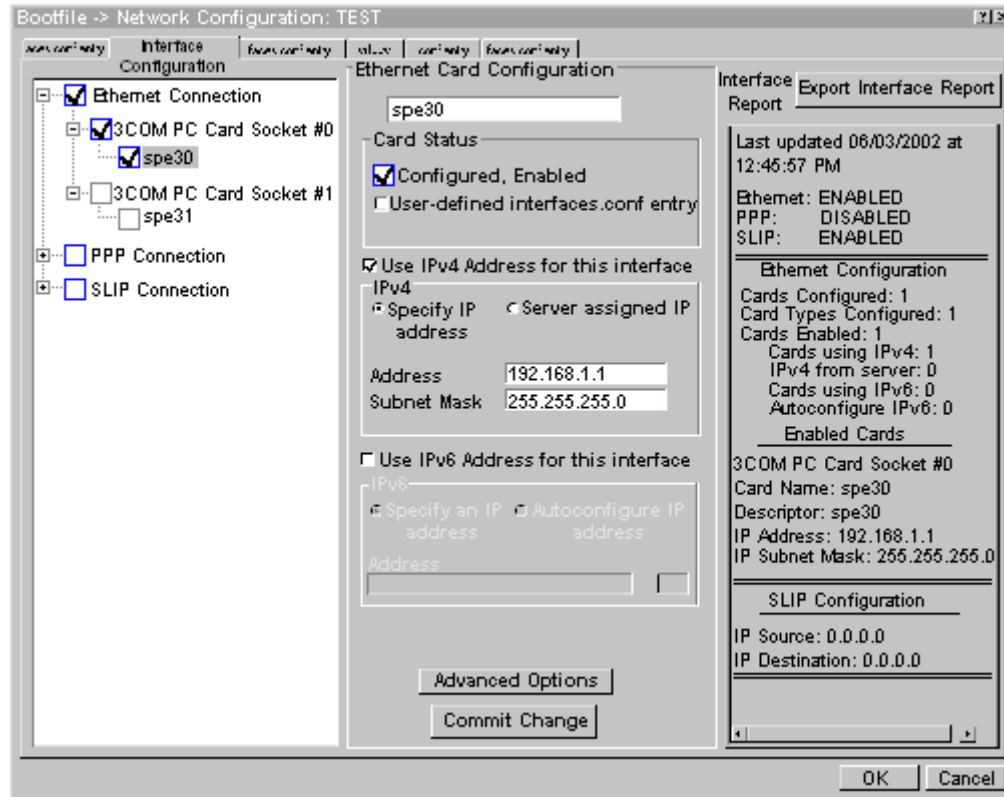 Bootfile -> Network Configuration: TEST
Interface Configuration
Ethernet Connection
3COM PC Card Socket #0
spe30
3COM PC Card Socket #1
spe31
PPP Connection
SLIP Connection
Ethernet Card Configuration
spe30
Card Status
Configured, Enabled
User-defined interfaces.conf entry
Use IPv4 Address for this interface
IPv4
Specify IP address
Server assigned IP
Address 192.168.1.1
Subnet Mask 255.255.255.0
Use IPv6 Address for this interface
IPv6
Specify an IP address
Autoconfigure IP address
Address
Advanced Options
Commit Change
Interface Report
Export Interface Report
Last updated 06/03/2002 at
12:45:57 PM
Ethernet: ENABLED
PPP: DISABLED
SLIP: ENABLED
Ethernet Configuration
Cards Configured: 1
Card Types Configured: 1
Cards Enabled: 1
Cards using IPv4: 1
IPv4 from server: 0
Cards using IPv6: 0
Autoconfigure IPv6: 0
Enabled Cards
3COM PC Card Socket #0
Card Name: spe30
Descriptor: spe30
IP Address: 192.168.1.1
IP Subnet Mask: 255.255.255.0
SLIP Configuration
IP Source: 0.0.0.0
IP Destination: 0.0.0.0
OK
Cancel